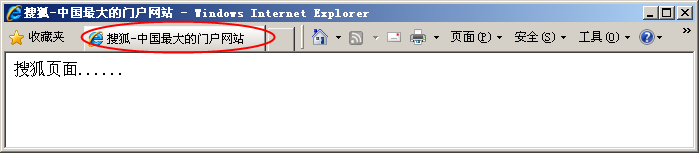 搜狐-中国最大的门户网站 - Windows Internet Explorer
收藏夹 搜狐-中国最大的门户网站 页面(P) 安全(S) 工具(O)
搜狐页面......